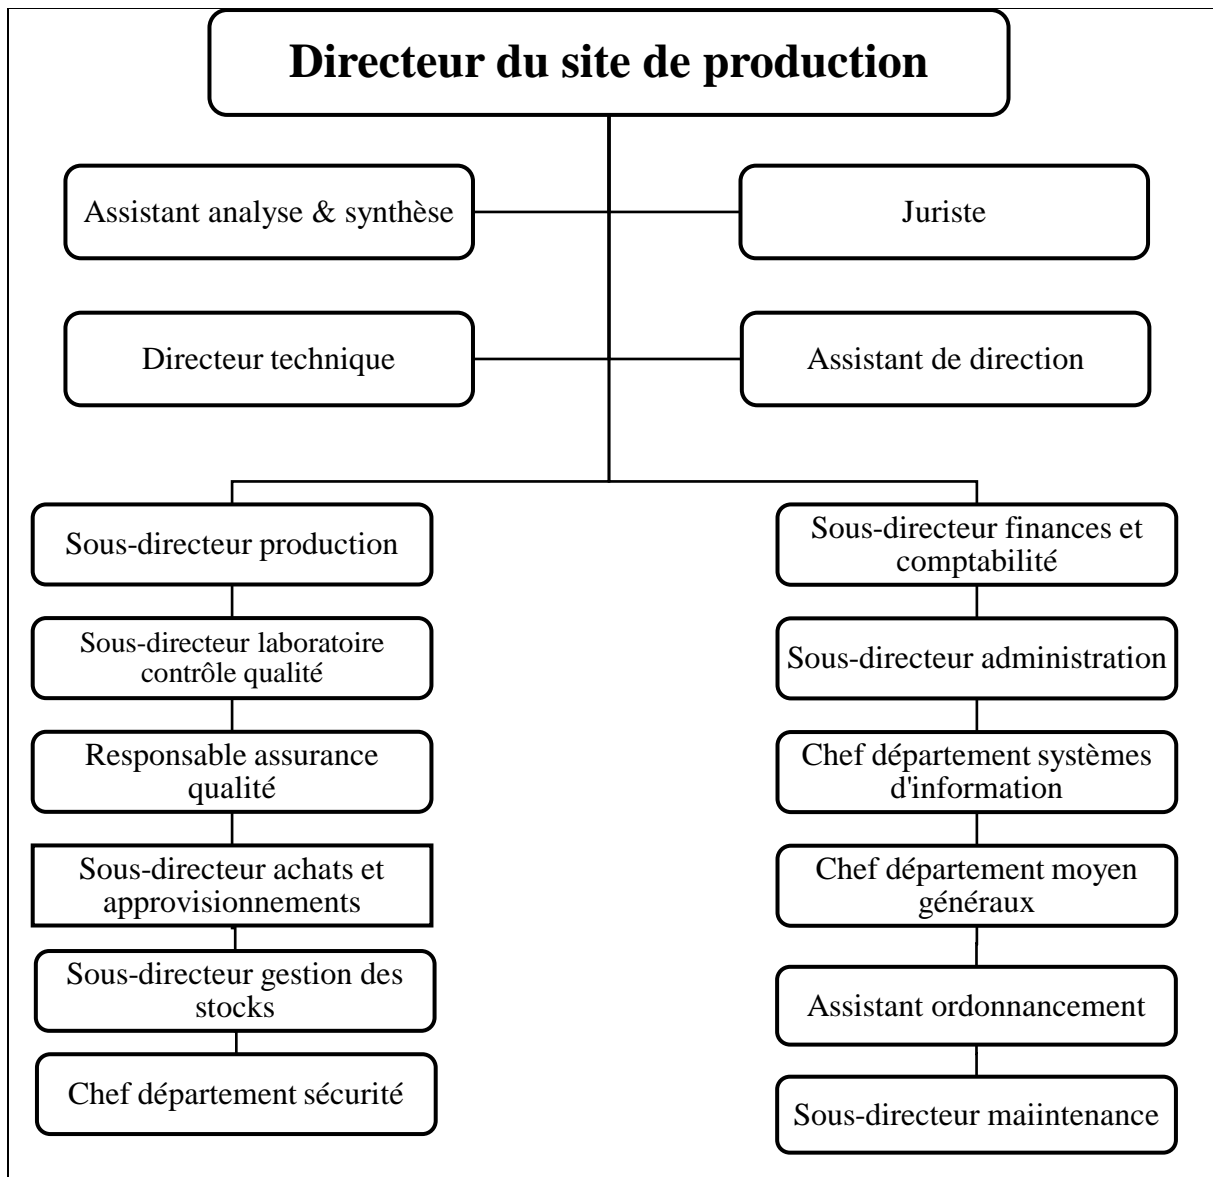 Directeur du site de production
Assistant analyse & synthèse
Juriste
Directeur technique
Assistant de direction
Sous-directeur production
Sous-directeur laboratoire
contrôle qualité
Responsable assurance
qualité
Sous-directeur achats et
approvisionnements
Sous-directeur gestion des
stocks
Chef département sécurité
Sous-directeur finances et
comptabilité
Sous-directeur administration
Chef département systèmes
d'information
Chef département moyen
généraux
Assistant ordonnancement
Sous-directeur maiintenance